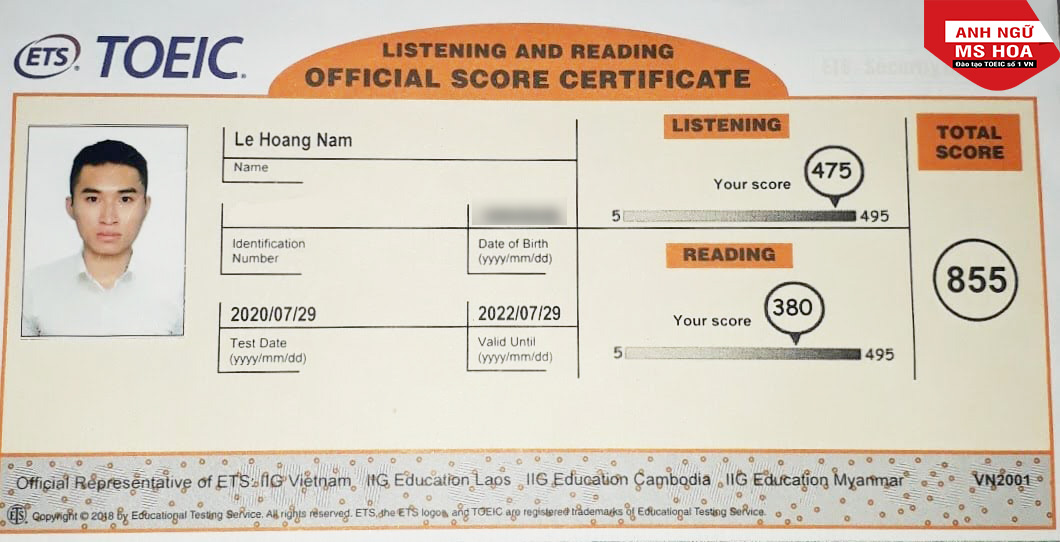 ETS TOEIC
LISTENING AND READING
OFFICIAL SCORE CERTIFICATE
ANH NGỮ
MS HOA
Đào tạo TOEIC số 1 VN
Le Hoang Nam
Name
Identification
Number
Date of Birth
(yyyy/mm/dd)
2020/07/29
Test Date
(yyyy/mm/dd)
2022/07/29
Valid Until
(yyyy/mm/dd)
LISTENING
Your score
475
5
495
READING
Your score
380
5
495
TOTAL
SCORE
855
Official Representative of ETS: IIG Vietnam IIG Education Laos IIG Education Cambodia IIG Education Myanmar VN2001
ETS Copyright © 2018 by Educational Testing Service. All rights reserved. ETS, the ETS logos, and TOEIC are registered trademarks of Educational Testing Service.